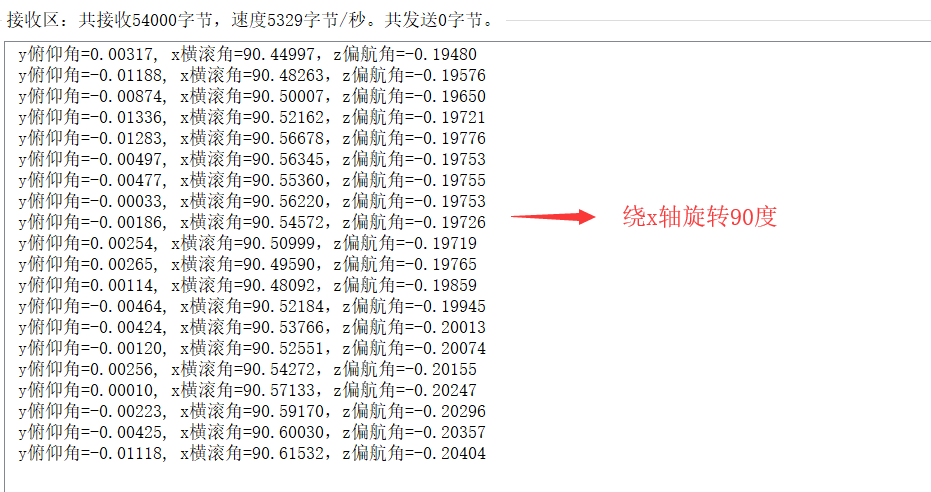 接收区：共接收54000字节，速度5329字节/秒。共发送0字节。
y俯仰角=0.00317, x横滚角=90.44997，z偏航角=-0.19480
y俯仰角=-0.01188, x横滚角=90.48263，z偏航角=-0.19576
y俯仰角=-0.00874, x横滚角=90.50007，z偏航角=-0.19650
y俯仰角=-0.01336, x横滚角=90.52162，z偏航角=-0.19721
y俯仰角=-0.01283, x横滚角=90.56678，z偏航角=-0.19776
y俯仰角=-0.00497, x横滚角=90.56345，z偏航角=-0.19753
y俯仰角=-0.00477, x横滚角=90.55360，z偏航角=-0.19755
y俯仰角=-0.00033, x横滚角=90.56220，z偏航角=-0.19753
y俯仰角=-0.00186, x横滚角=90.54572，z偏航角=-0.19726
y俯仰角=0.00254, x横滚角=90.50999，z偏航角=-0.19719
y俯仰角=0.00265, x横滚角=90.49590，z偏航角=-0.19765
y俯仰角=0.00114, x横滚角=90.48092，z偏航角=-0.19859
y俯仰角=-0.00464, x横滚角=90.52184，z偏航角=-0.19945
y俯仰角=-0.00424, x横滚角=90.53766，z偏航角=-0.20013
y俯仰角=-0.00120, x横滚角=90.52551，z偏航角=-0.20074
y俯仰角=0.00256, x横滚角=90.54272，z偏航角=-0.20155
y俯仰角=0.00010, x横滚角=90.57133，z偏航角=-0.20247
y俯仰角=-0.00223, x横滚角=90.59170，z偏航角=-0.20296
y俯仰角=-0.00425, x横滚角=90.60030，z偏航角=-0.20357
y俯仰角=-0.01118, x横滚角=90.61532，z偏航角=-0.20404
绕x轴旋转90度